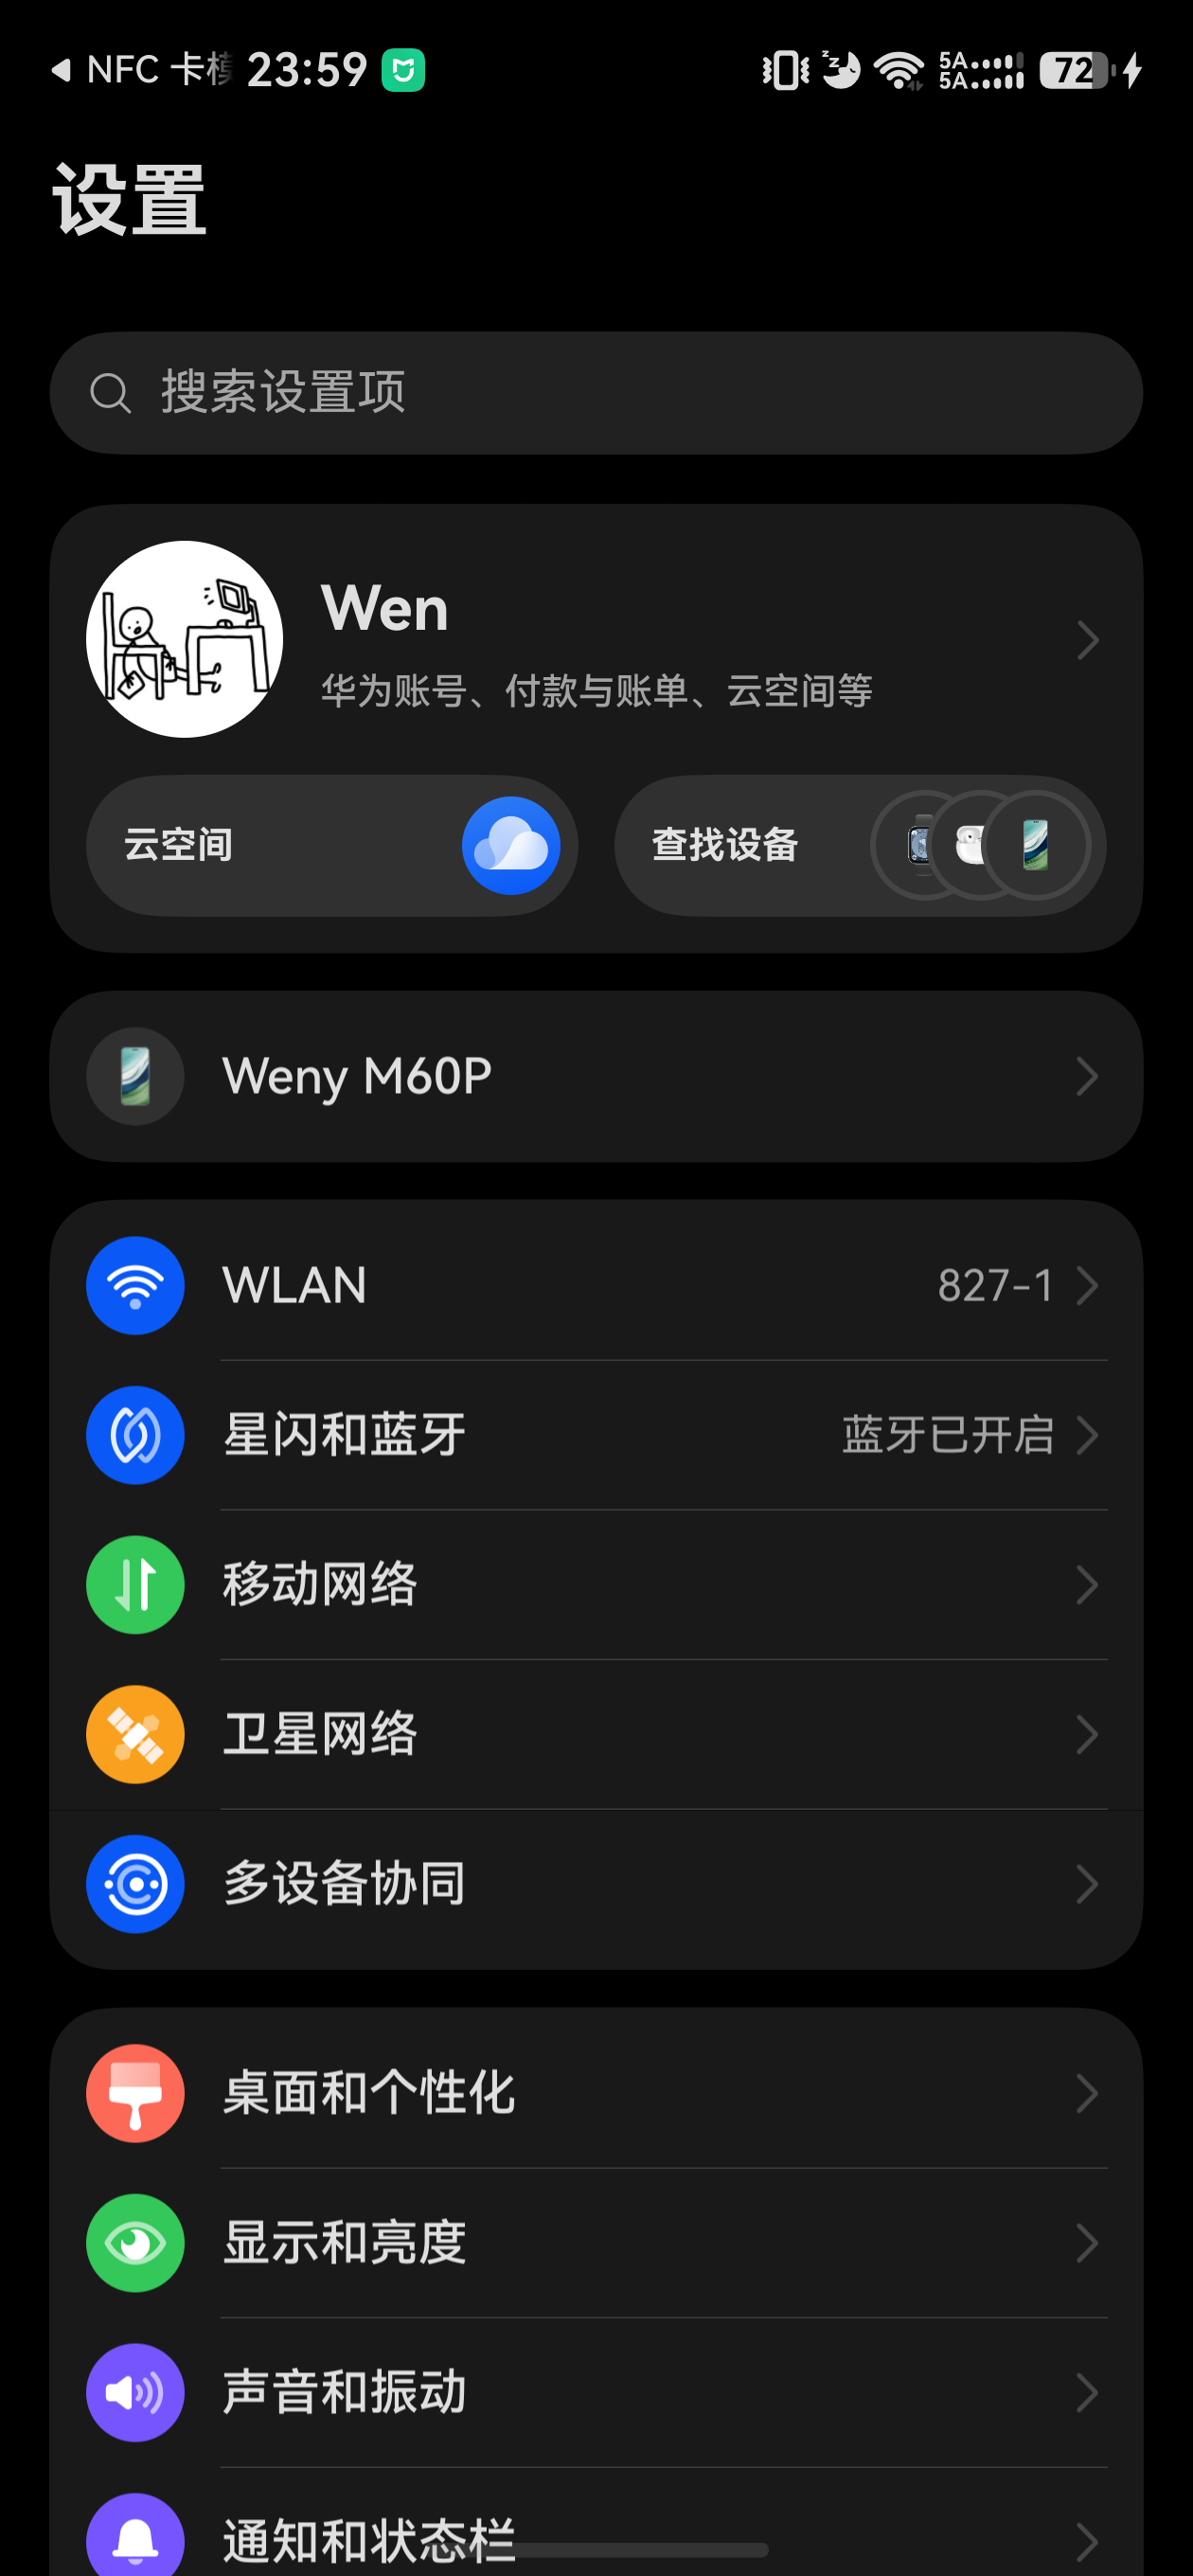 NFC 卡模 23:59
5A
5A
72
设置
搜索设置项
Wen
华为账号、付款与账单、云空间等
云空间
查找设备
Weny M60P
WLAN 827-1
星闪和蓝牙 蓝牙已开启
移动网络
卫星网络
多设备协同
桌面和个性化
显示和亮度
声音和振动
通知和状态栏